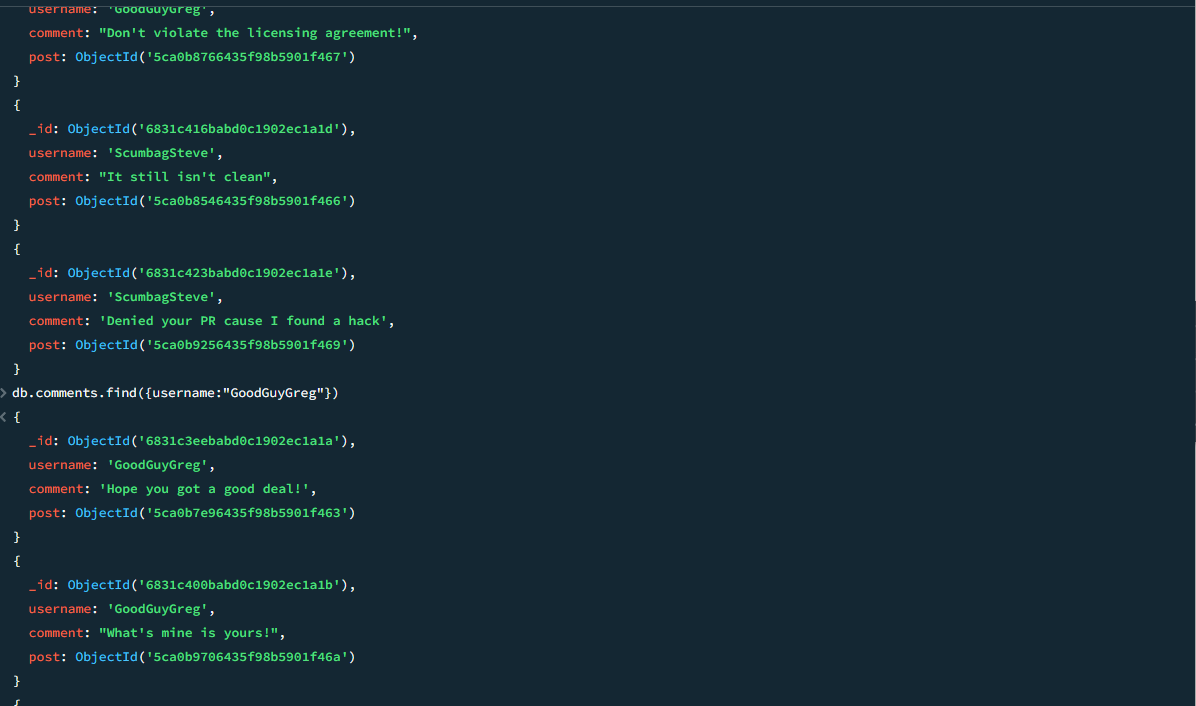 username: 'GoodGuyGreg',
comment: "Don't violate the licensing agreement!",
post: ObjectId('5ca0b8766435f98b5901f467')
}
{
_id: ObjectId('6831c416babd0c1902ec1a1d'),
username: 'ScumbagSteve',
comment: "It still isn't clean",
post: ObjectId('5ca0b8546435f98b5901f466')
}
{
_id: ObjectId('6831c423babd0c1902ec1a1e'),
username: 'ScumbagSteve',
comment: 'Denied your PR cause I found a hack',
post: ObjectId('5ca0b9256435f98b5901f469')
}
> db.comments.find({username:"GoodGuyGreg"})
< {
_id: ObjectId('6831c3eebabd0c1902ec1a1a'),
username: 'GoodGuyGreg',
comment: 'Hope you got a good deal!',
post: ObjectId('5ca0b7e96435f98b5901f463')
}
{
_id: ObjectId('6831c400babd0c1902ec1a1b'),
username: 'GoodGuyGreg',
comment: "What's mine is yours!",
post: ObjectId('5ca0b9706435f98b5901f46a')
}
{